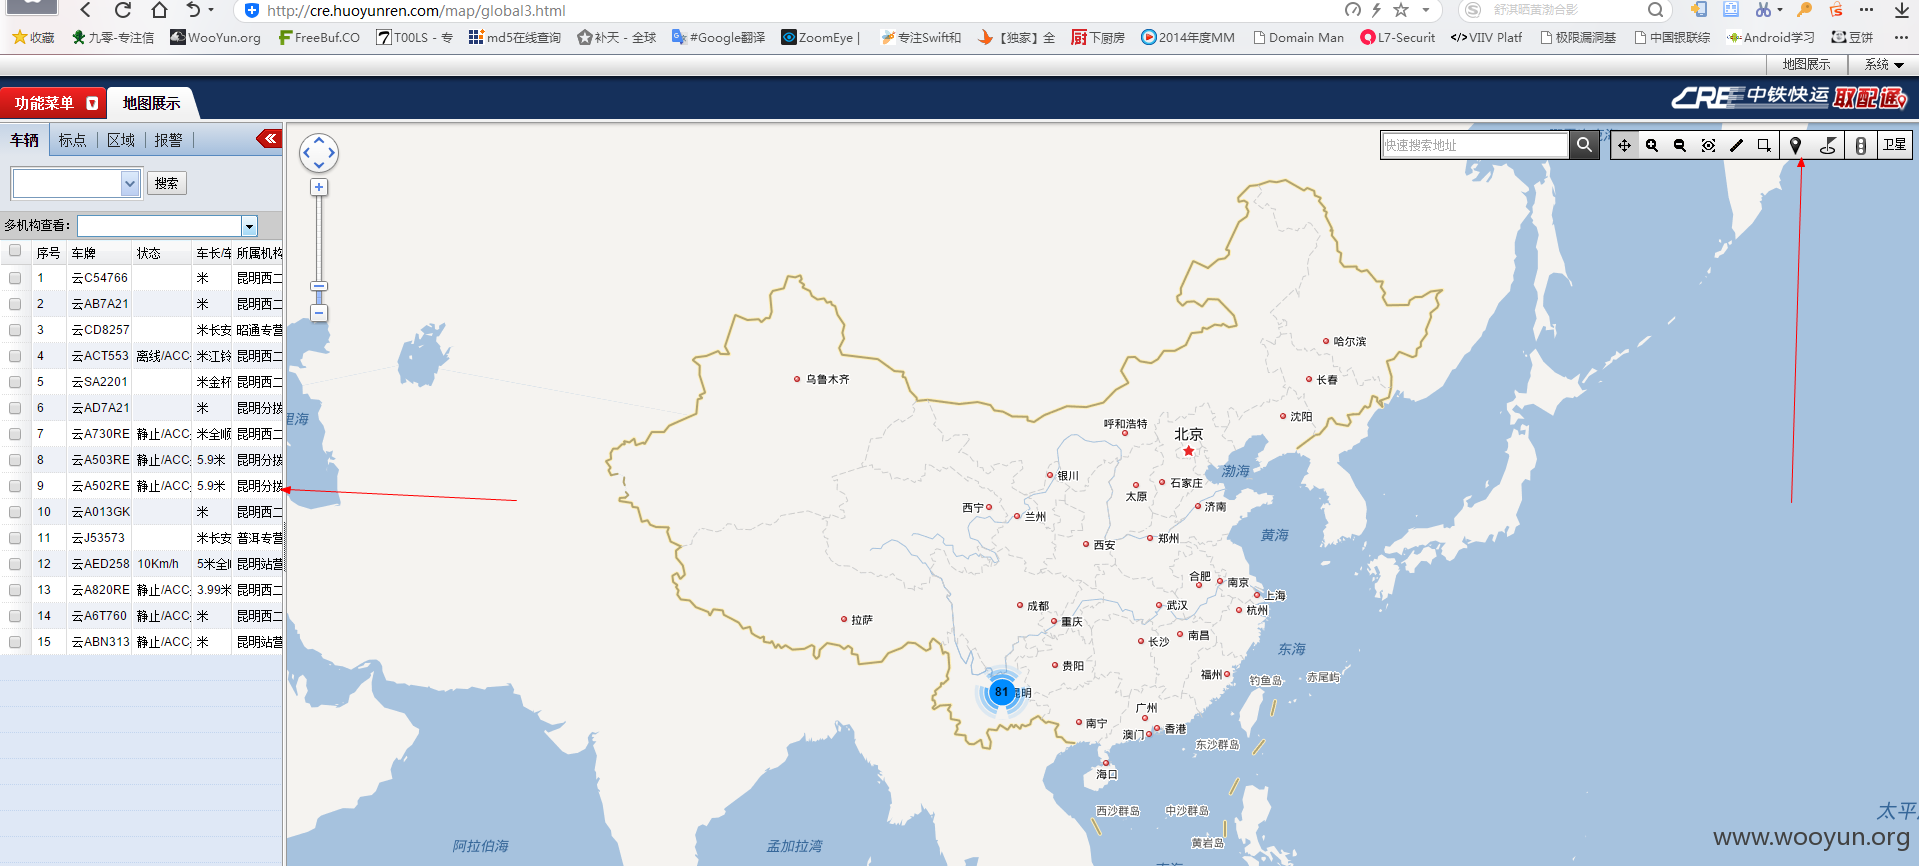 http://cre.huoyunren.com/map/global3.html
舒淇晒黄渤合影
收藏 九零-专注信 WooYun.org FreeBuf.CO T00LS - 专 md5在线查询 补天 - 全球 #Google翻译 ZoomEye | 专注Swift和 【独家】全 下厨房 2014年度MM Domain Man L7-Securit VIIV Platf 极限漏洞基 中国银联综 Android学习 豆饼
地图展示 系统
功能菜单 地图展示 CRE 中铁快运 取配通
车辆 标点 区域 报警
搜索
快速搜索地址 卫星
多机构查看:
序号 车牌 状态 车长/车 所属机构
1 云C54766 米 昆明西二
2 云AB7A21 米 昆明西二
3 云CD8257 米长安 昭通专营
4 云ACT553 离线/ACC 米江铃 昆明西二
5 云SA2201 米金杯 昆明西二
6 云AD7A21 米 昆明分拨
7 云A730RE 静止/ACC 米全顺 昆明西二
8 云A503RE 静止/ACC 5.9米 昆明分拨
9 云A502RE 静止/ACC 5.9米 昆明分拨
10 云A013GK 米 昆明西二
11 云J53573 米长安 普洱专营
12 云AED258 10Km/h 5米全 昆明站营
13 云A820RE 静止/ACC 3.99米 昆明西二
14 云A6T760 静止/ACC 米 昆明西二
15 云ABN313 静止/ACC 米 昆明站营
哈尔滨
乌鲁木齐
长春
沈阳
里海
呼和浩特
北京
渤海
银川
石家庄
太原
西宁
济南
兰州
黄海
郑州
西安
合肥
南京
上海
成都
武汉
杭州
拉萨
重庆
南昌
长沙
东海
贵阳
福州
钓鱼岛
赤尾屿
81
昆明
广州
南宁
香港
澳门
东沙群岛
海口
西沙群岛
中沙群岛
太平
黄岩岛
阿拉伯海
孟加拉湾
www.wooyun.org